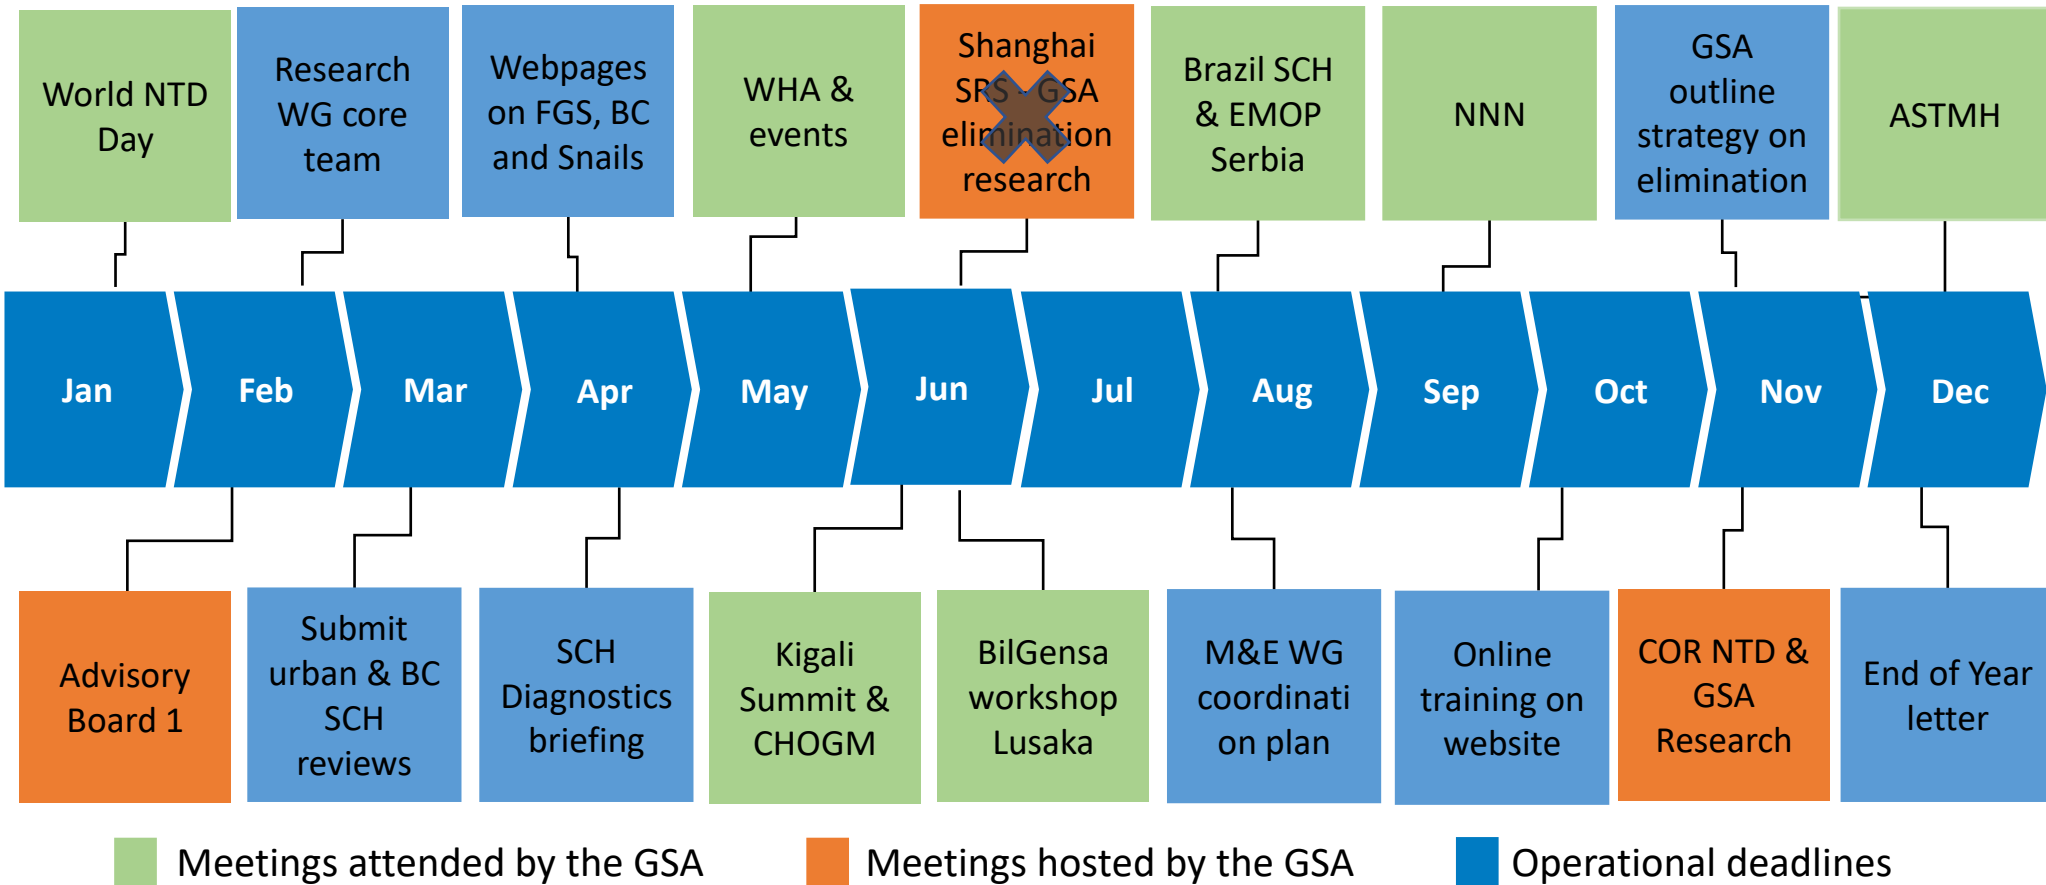 World NTD
Day
Research
WG core
team
Webpages
on FGS, BC
and Snails
WHA &
events
Shanghai
SRS - GSA
elimination
research
Brazil SCH
& EMOP
Serbia
NNN
GSA
outline
strategy on
elimination
ASTMH
Jan
Feb
Mar
Apr
May
Jun
Jul
Aug
Sep
Oct
Nov
Dec
Advisory
Board 1
Submit
urban & BC
SCH
reviews
SCH
Diagnostics
briefing
Kigali
Summit &
CHOGM
BilGensa
workshop
Lusaka
M&E WG
coordinati
on plan
Online
training on
website
COR NTD &
GSA
Research
End of Year
letter
Meetings attended by the GSA
Meetings hosted by the GSA
Operational deadlines